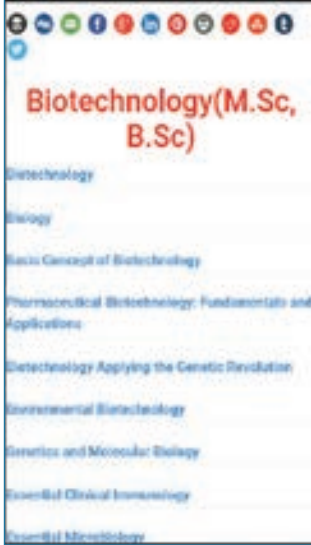 Biotechnology(M.Sc,
B.Sc)
Biotechnology
Biology
Basic Concept of Biotechnology
Pharmaceutical Biotechnology: Fundamentals and
Applications
Biotechnology Applying the Genetic Revolution
Environmental Biotechnology
Genetics and Molecular Biology
Essential Clinical Immunology
Essential Microbiology